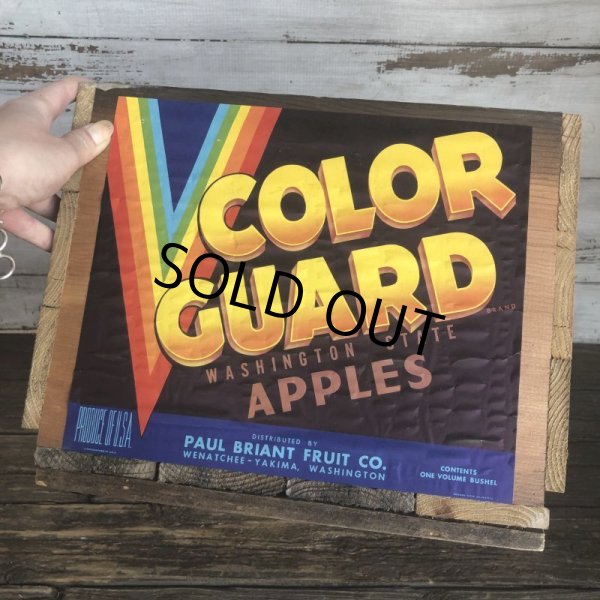 COLOR
GUARD
BRAND
SOLD OUT
WASHINGTON STATE
APPLES
PRODUCE OF U.S.A.
DISTRIBUTED BY
PAUL BRIANT FRUIT CO.
WENATCHEE - YAKIMA, WASHINGTON
CONTENTS
ONE VOLUME BUSHEL